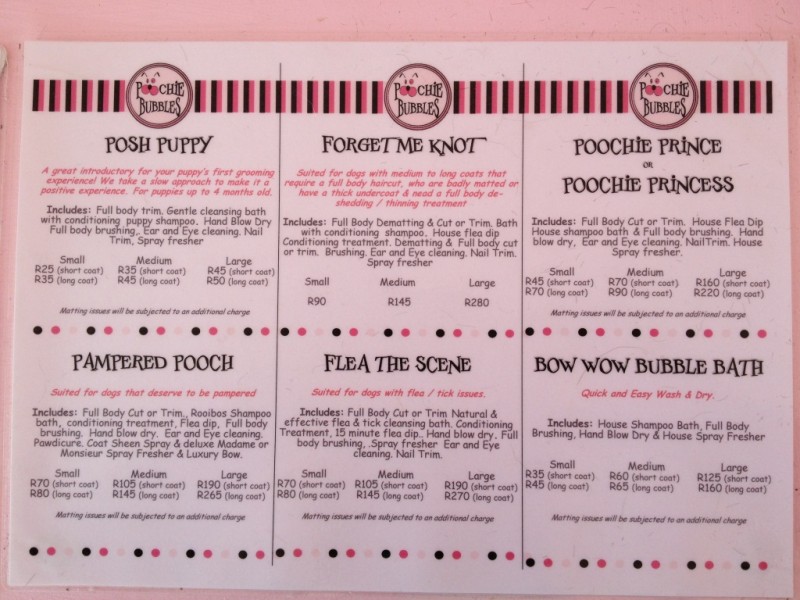 POOCHIE
BUBBLES
POSH PUPPY
A great introductory for your puppy's first grooming
experience! We take a slow approach to make it a
positive experience. For puppies up to 4 months old.
Includes: Full body trim. Gentle cleansing bath
with conditioning puppy shampoo. Hand Blow Dry
Full body brushing,. Ear and Eye cleaning. Nail
Trim, Spray fresher
Small Medium Large
R25 (short coat) R35 (short coat) R45 (short coat)
R35 (long coat) R45 (long coat) R50 (long coat)
Matting issues will be subjected to an additional charge
POOCHIE
BUBBLES
FORGET ME KNOT
Suited for dogs with medium to long coats that
require a full body haircut, who are badly matted or
have a thick undercoat & need a full body de-
shedding / thinning treatment
Includes: Full Body Dematting & Cut or Trim. Bath
with conditioning shampoo. House flea dip
Conditioning treatment. Dematting & Full body cut
or trim. Brushing. Ear and Eye cleaning. Nail Trim.
Spray fresher
Small Medium Large
R90 R145 R280
POOCHIE
BUBBLES
POOCHIE PRINCE
OR
POOCHIE PRINCESS
Includes: Full Body Cut or Trim. House Flea Dip
House shampoo bath & Full body brushing. Hand
blow dry, Ear and Eye cleaning. NailTrim. House
Spray fresher.
Small Medium Large
R45 (short coat) R70 (short coat) R160 (short coat)
R70 (long coat) R90 (long coat) R220 (long coat)
Matting issues will be subjected to an additional charge
PAMPERED POOCH
Suited for dogs that deserve to be pampered
Includes: Full Body Cut or Trim., Rooibos Shampoo
bath, conditioning treatment, Flea dip, Full body
brushing. Hand blow dry. Ear and Eye cleaning.
Pawdicure. Coat Sheen Spray & deluxe Madame or
Monsieur Spray Fresher & Luxury Bow.
Small Medium Large
R70 (short coat) R105 (short coat) R190 (short coat)
R80 (long coat) R145 (long coat) R265 (long coat)
Matting issues will be subjected to an additional charge
FLEA THE SCENE
Suited for dogs with flea / tick issues.
Includes: Full Body Cut or Trim Natural &
effective flea & tick cleansing bath. Conditioning
Treatment, 15 minute flea dip.. Hand blow dry. Full
body brushing, .Spray fresher Ear and Eye
cleaning. Nail Trim.
Small Medium Large
R70 (short coat) R105 (short coat) R190 (short coat)
R80 (long coat) R145 (long coat) R270 (long coat)
Matting issues will be subjected to an additional charge
BOW WOW BUBBLE BATH
Quick and Easy Wash & Dry.
Includes: House Shampoo Bath, Full Body
Brushing, Hand Blow Dry & House Spray Fresher
Small Medium Large
R35 (short coat) R60 (short coat) R125 (short coat)
R45 (long coat) R65 (long coat) R160 (long coat)
Matting issues will be subjected to an additional charge